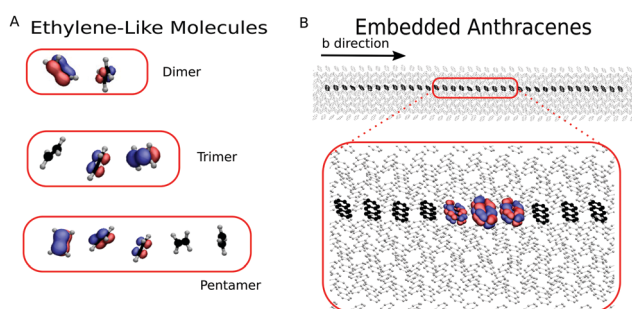 A
Ethylene-Like Molecules
Dimer
Trimer
Pentamer
B
Embedded Anthracenes
b direction